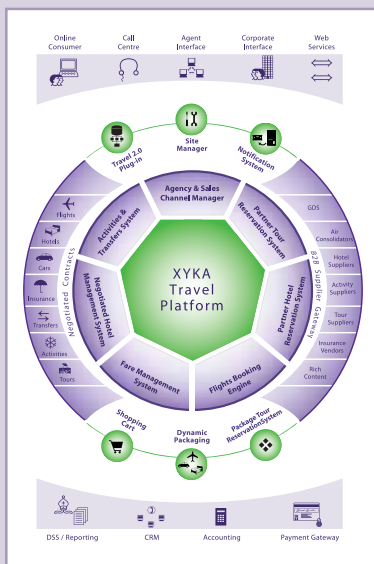 Online
Consumer
Call
Centre
Agent
Interface
Corporate
Interface
Web
Services
Travel 2.0
Plug-in
Site
Manager
Notification
System
Agency & Sales
Channel Manager
Activities &
Transfers System
Partner Tour
Reservation System
Negotiated Hotel
Management System
XYKA
Travel
Platform
Partner Hotel
Reservation System
Fare Management
System
Flights Booking
Engine
Negotiated Contracts
Flights
Hotels
Cars
Insurance
Transfers
Activities
Tours
B2B Supplier Gateway
GDS
Air
Consolidators
Hotel
Suppliers
Activity
Suppliers
Tour
Suppliers
Insurance
Vendors
Rich
Content
Shopping
Cart
Dynamic
Packaging
Package Tour
ReservationSystem
DSS / Reporting
CRM
Accounting
Payment Gateway